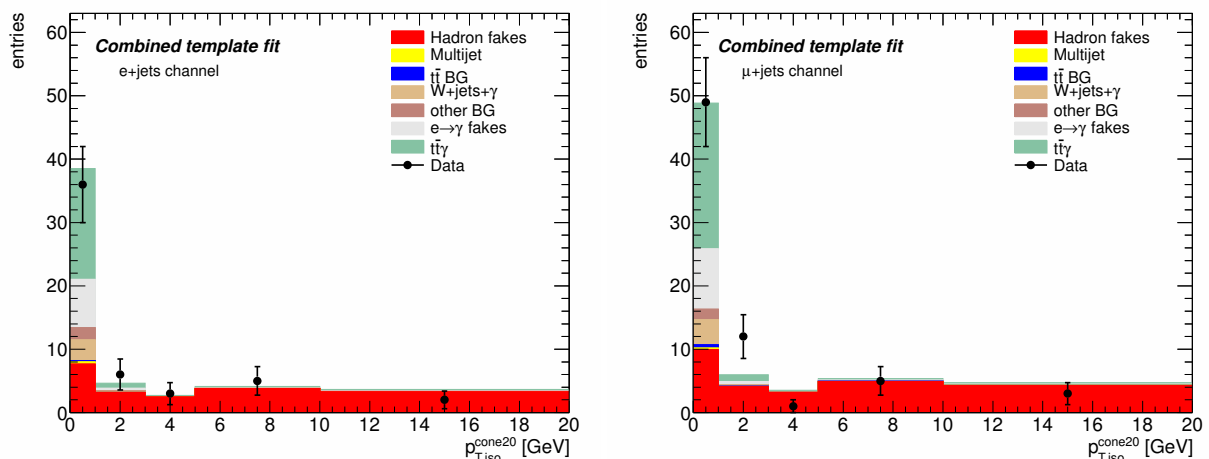 entries
60
50
40
30
20
10
0
Combined template fit
e+jets channel
Hadron fakes
Multijet
tt̄ BG
W+jets+γ
other BG
e→γ fakes
tt̄γ
Data
0 2 4 6 8 10 12 14 16 18 20
p_{T,iso}^{cone20} [GeV]
entries
60
50
40
30
20
10
0
Combined template fit
μ+jets channel
Hadron fakes
Multijet
tt̄ BG
W+jets+γ
other BG
e→γ fakes
tt̄γ
Data
0 2 4 6 8 10 12 14 16 18 20
p_{T,iso}^{cone20} [GeV]